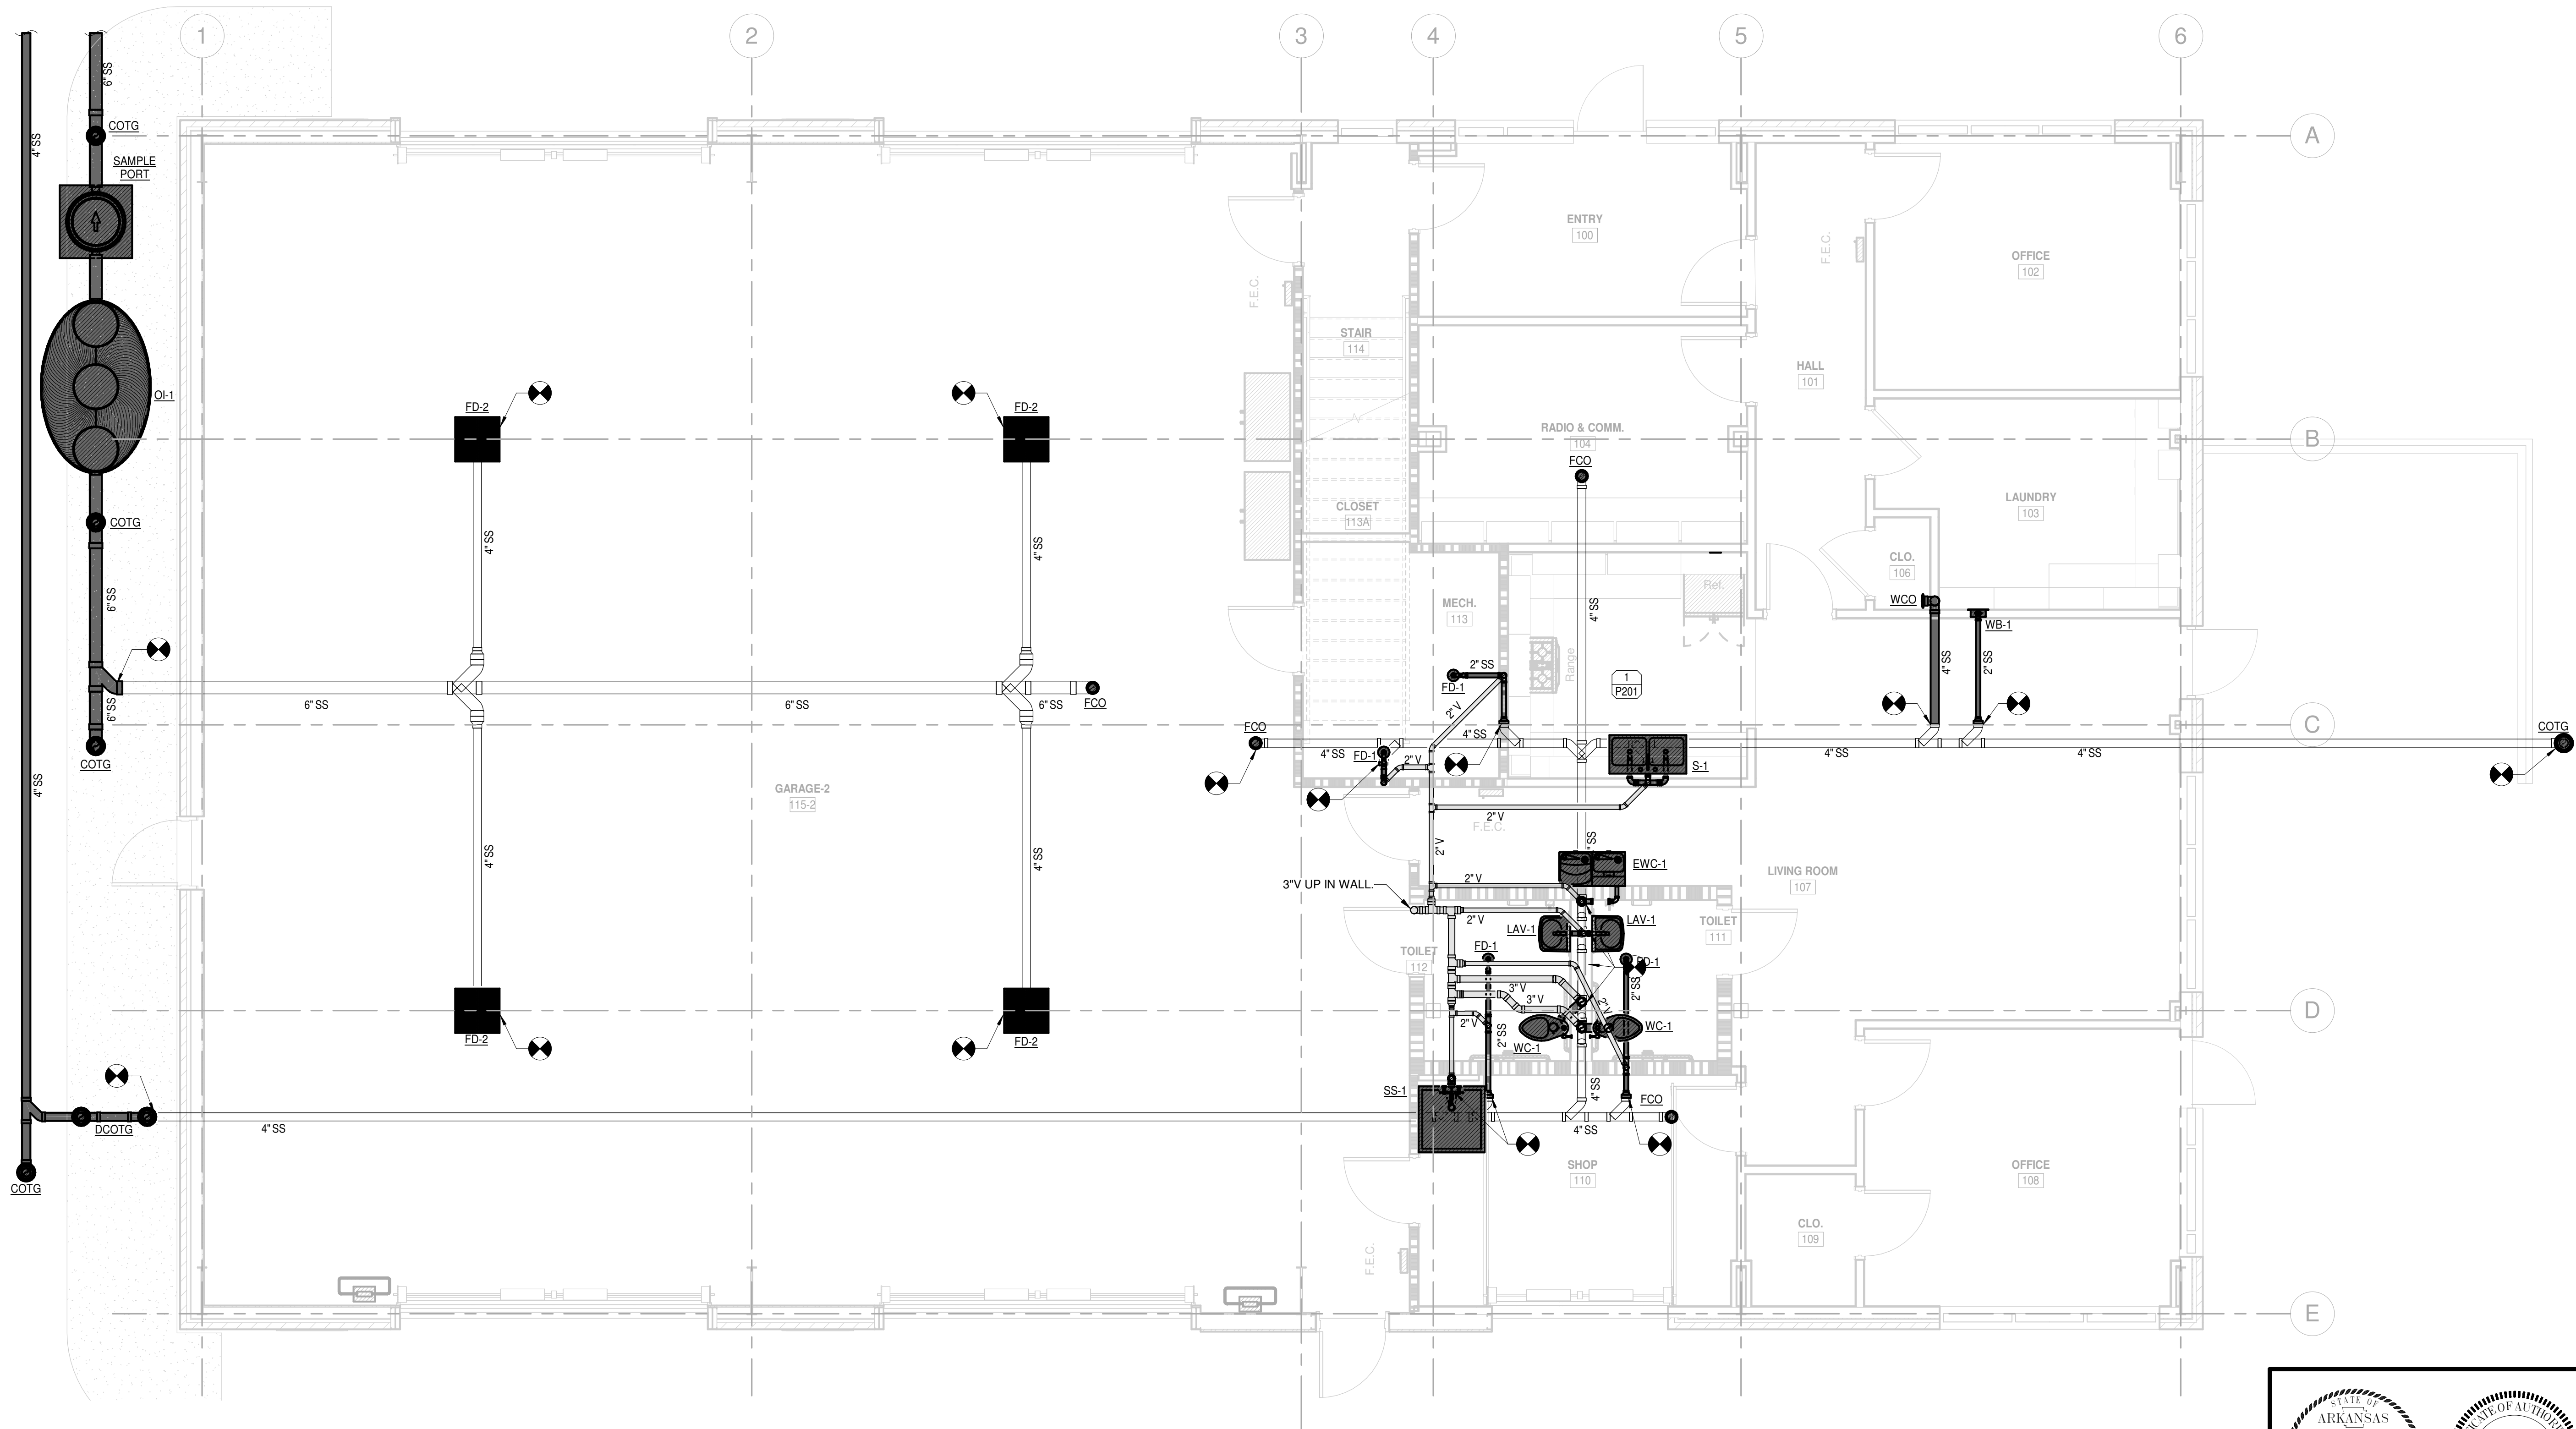 1
2
3
4
5
6
A
B
C
D
E
6" SS
4" SS
COTG
SAMPLE
PORT
OI-1
COTG
6" SS
6" SS
COTG
4" SS
DCOTG
COTG
4" SS
FD-2
FD-2
4" SS
4" SS
6" SS
6" SS
6" SS
FCO
4" SS
4" SS
FD-2
FD-2
GARAGE-2
115-2
ENTRY
100
F.E.C.
F.E.C.
OFFICE
102
STAIR
114
HALL
101
RADIO & COMM.
104
FCO
CLOSET
113A
LAUNDRY
103
CLO.
106
Ref.
MECH.
113
4" SS
Range
WCO
WB-1
4" SS
2" SS
2" SS
FD-1
1
P201
2" V
FCO
4" SS
FD-1
2" V
4" SS
S-1
4" SS
4" SS
COTG
2" V
F.E.C.
2" V
" SS
EWC-1
LIVING ROOM
107
3"V UP IN WALL.
2" V
2" V
LAV-1
LAV-1
TOILET
111
TOILET
112
FD-1
FD-1
2" SS
3" V
3" V
2" V
2" V
2" SS
WC-1
WC-1
SS-1
4" SS
FCO
4" SS
SHOP
110
OFFICE
108
CLO.
109
F.E.C.
STATE OF
ARKANSAS
ICATE OF AUTHOR